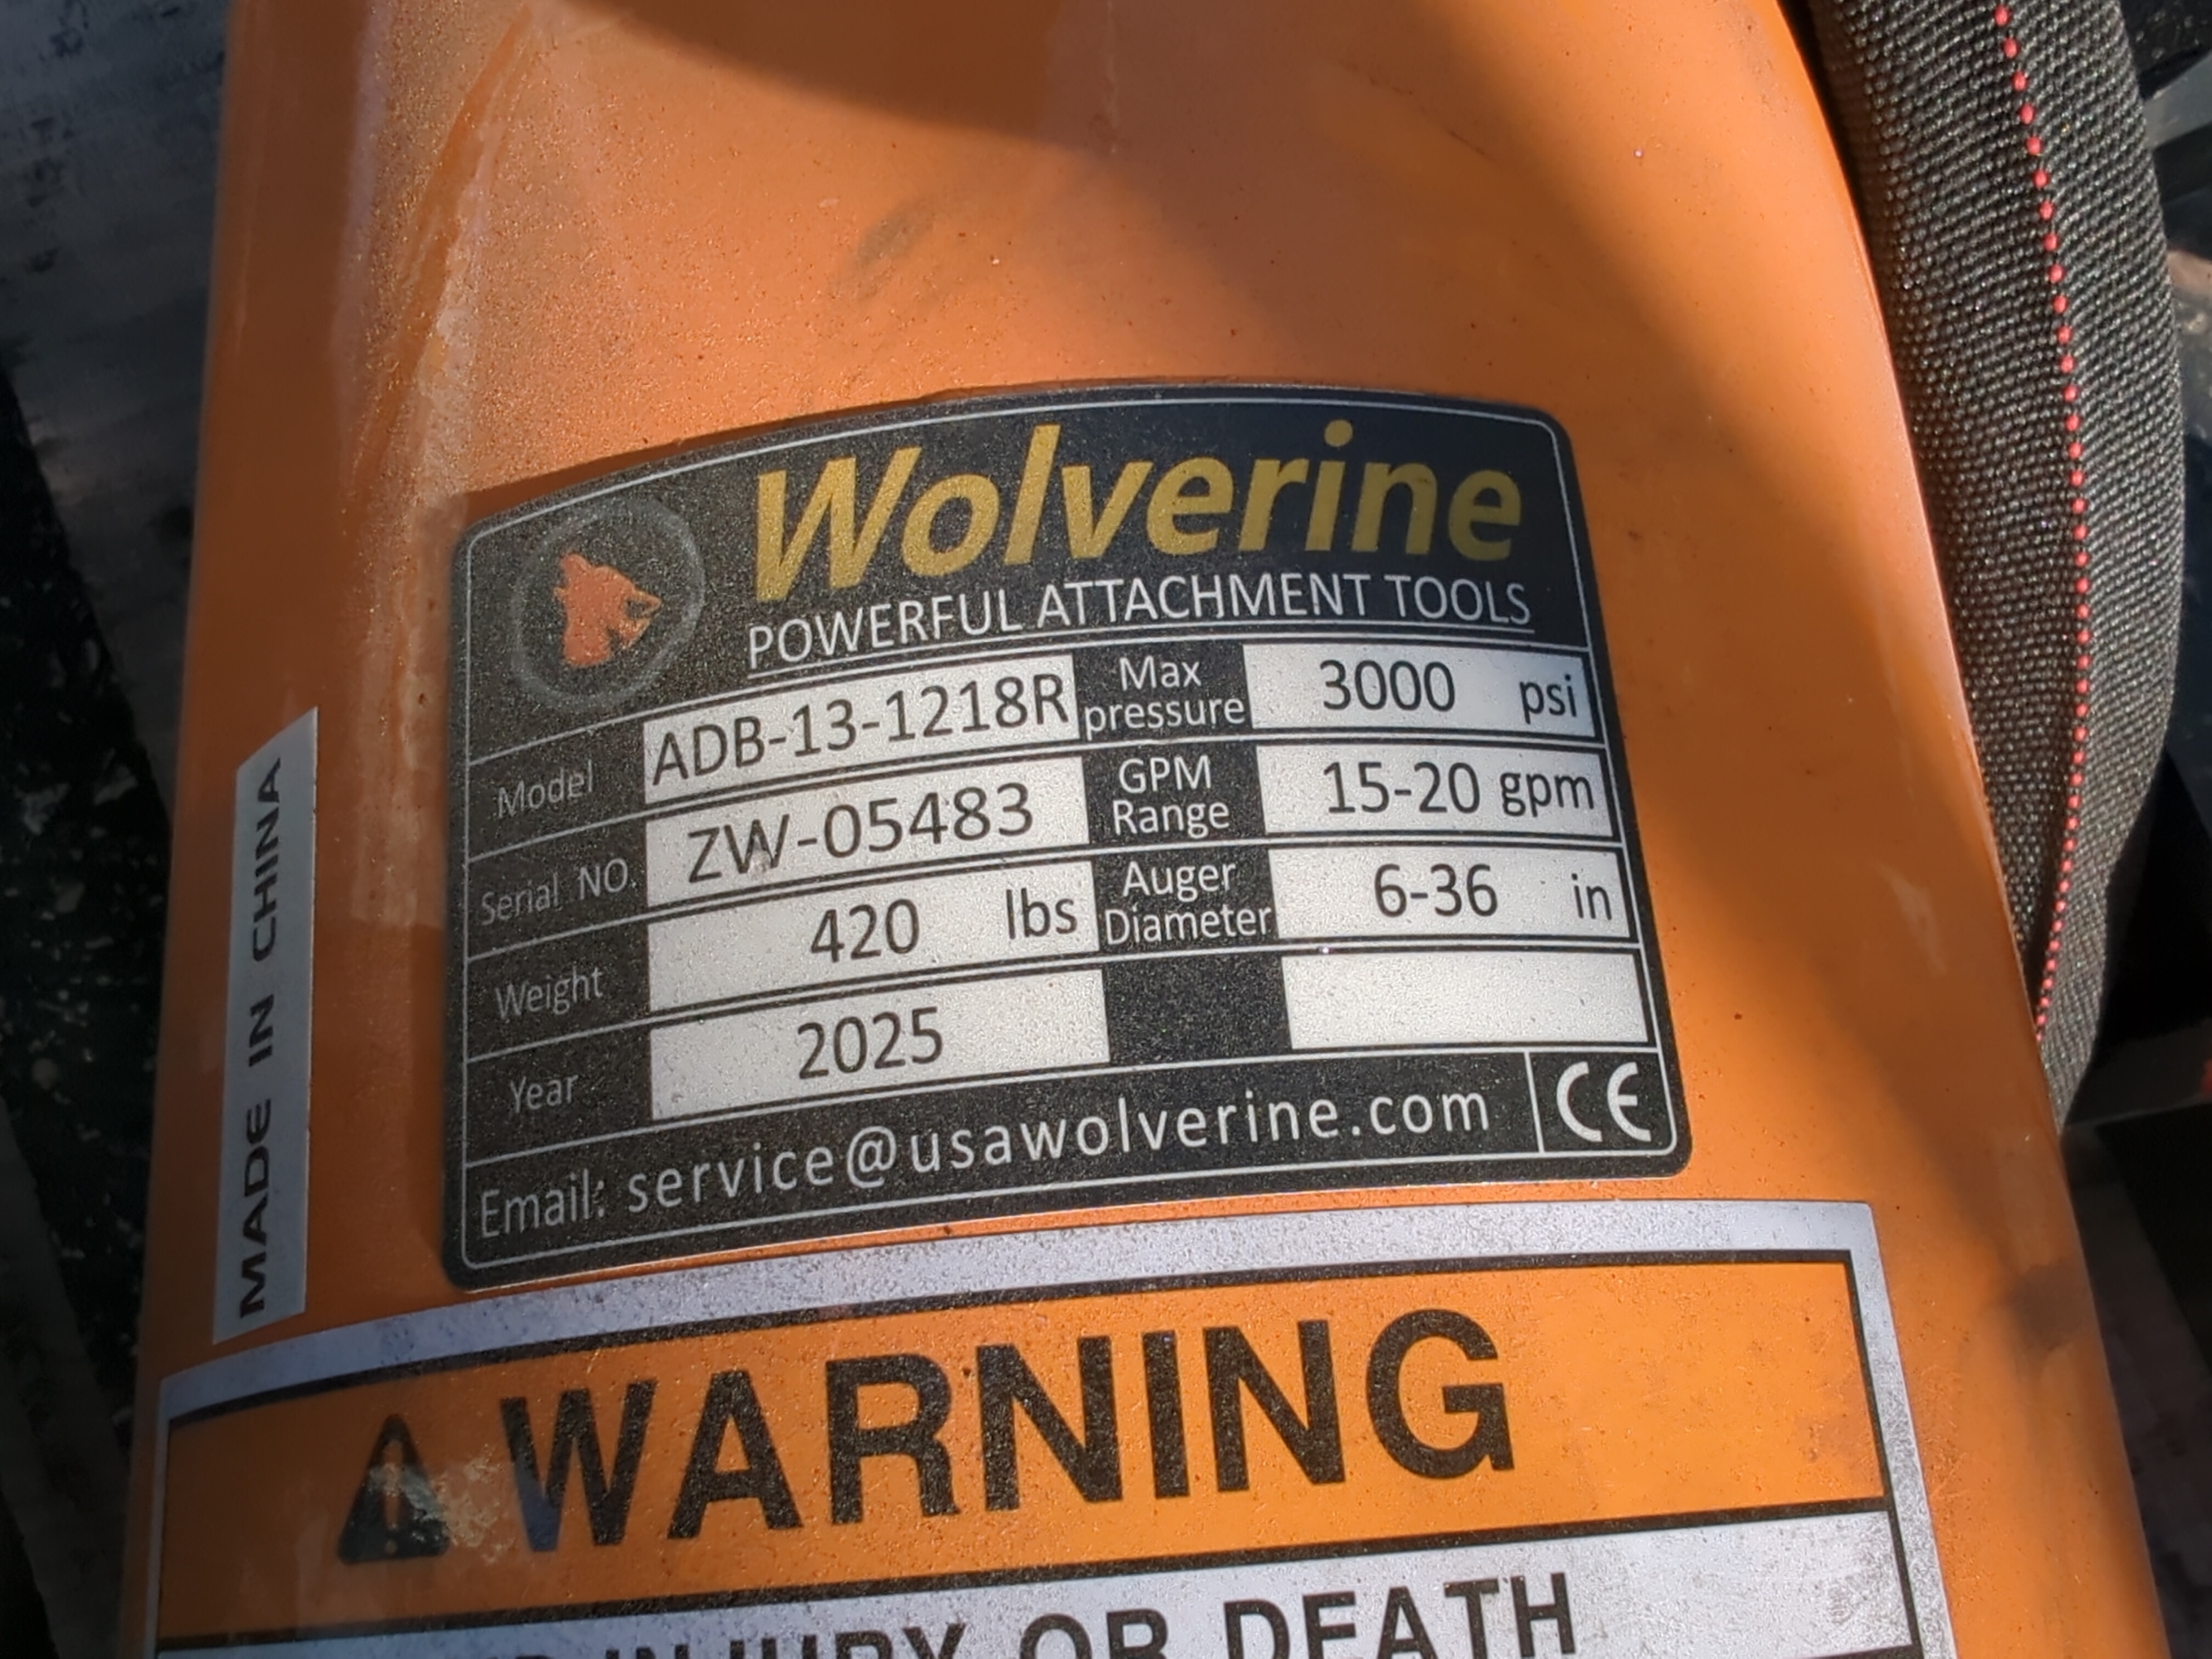 Wolverine
POWERFUL ATTACHMENT TOOLS
Model ADB-13-1218R Max pressure 3000 psi
Serial NO. ZW-05483 GPM Range 15-20 gpm
Weight 420 lbs Auger Diameter 6-36 in
Year 2025
Email: service@usawolverine.com CE
MADE IN CHINA
WARNING
INJURY OR DEATH